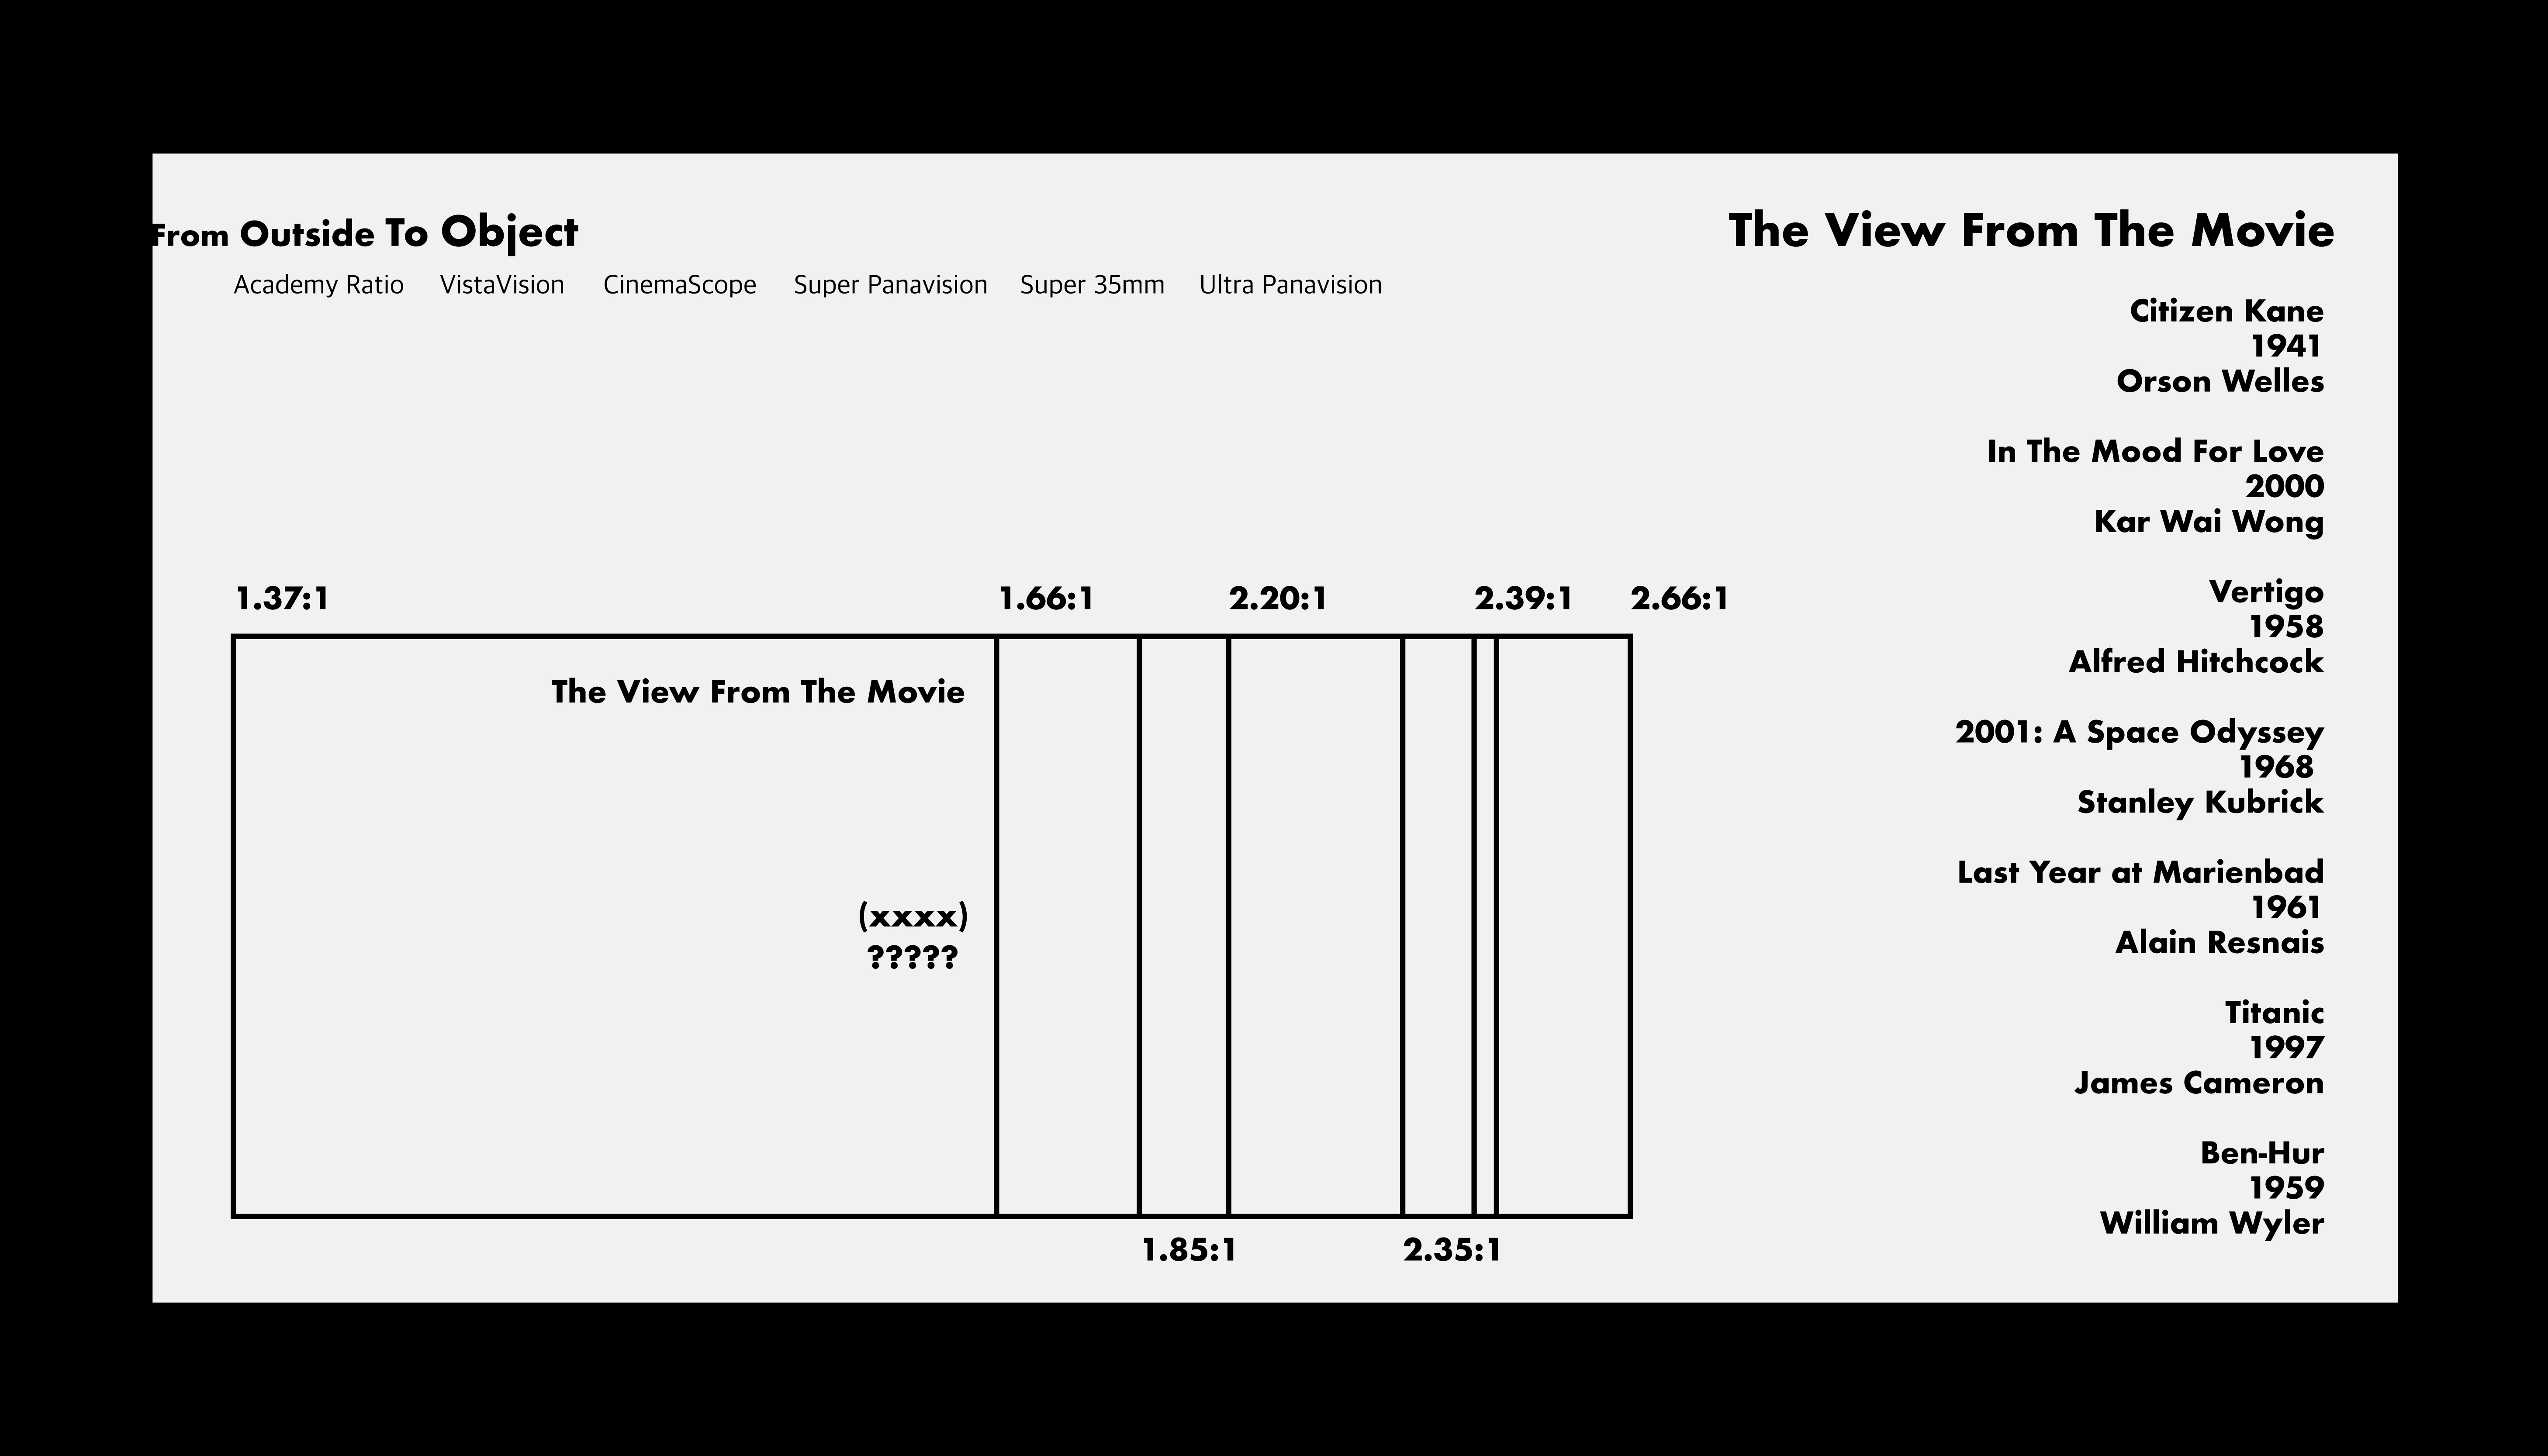 From Outside To Object
The View From The Movie
Academy Ratio VistaVision CinemaScope Super Panavision Super 35mm Ultra Panavision
Citizen Kane
1941
Orson Welles
In The Mood For Love
2000
Kar Wai Wong
Vertigo
1958
Alfred Hitchcock
2001: A Space Odyssey
1968
Stanley Kubrick
Last Year at Marienbad
1961
Alain Resnais
Titanic
1997
James Cameron
Ben-Hur
1959
William Wyler
1.37:1 1.66:1 2.20:1 2.39:1 2.66:1
The View From The Movie
(xxxx)
?????
1.85:1 2.35:1